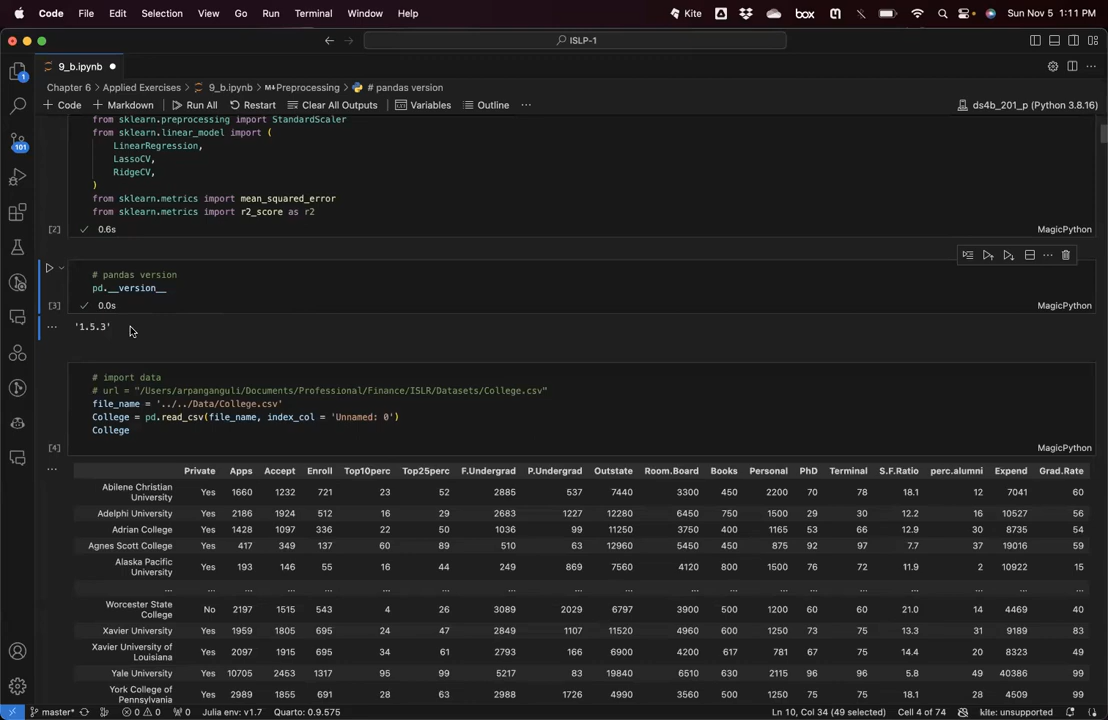 Code File Edit Selection View Go Run Terminal Window Help Kite box Sun Nov 5 1:11 PM
ISLP-1
9_b.ipynb
Chapter 6 > Applied Exercises > 9_b.ipynb > M↓Preprocessing > # pandas version
+ Code + Markdown Run All Restart Clear All Outputs Variables Outline ... ds4b_201_p (Python 3.8.16)
from sklearn.preprocessing import StandardScaler
from sklearn.linear_model import (
LinearRegression,
LassoCV,
RidgeCV,
)
from sklearn.metrics import mean_squared_error
from sklearn.metrics import r2_score as r2
[2] 0.6s MagicPython
# pandas version
pd.__version__
[3] 0.0s MagicPython
... '1.5.3'
# import data
# url = "/Users/arpanganguli/Documents/Professional/Finance/ISLR/Datasets/College.csv"
file_name = '../../Data/College.csv'
College = pd.read_csv(file_name, index_col = 'Unnamed: 0')
College
[4] MagicPython
Private Apps Accept Enroll Top10perc Top25perc F.Undergrad P.Undergrad Outstate Room.Board Books Personal PhD Terminal S.F.Ratio perc.alumni Expend Grad.Rate
Abilene Christian University Yes 1660 1232 721 23 52 2885 537 7440 3300 450 2200 70 78 18.1 12 7041 60
Adelphi University Yes 2186 1924 512 16 29 2683 1227 12280 6450 750 1500 29 30 12.2 16 10527 56
Adrian College Yes 1428 1097 336 22 50 1036 99 11250 3750 400 1165 53 66 12.9 30 8735 54
Agnes Scott College Yes 417 349 137 60 89 510 63 12960 5450 450 875 92 97 7.7 37 19016 59
Alaska Pacific University Yes 193 146 55 16 44 249 869 7560 4120 800 1500 76 72 11.9 2 10922 15
... ... ... ... ... ... ... ... ... ... ... ... ... ... ... ... ... ... ...
Worcester State College No 2197 1515 543 4 26 3089 2029 6797 3900 500 1200 60 60 21.0 14 4469 40
Xavier University Yes 1959 1805 695 24 47 2849 1107 11520 4960 600 1250 73 75 13.3 31 9189 83
Xavier University of Louisiana Yes 2097 1915 695 34 61 2793 166 6900 4200 617 781 67 75 14.4 20 8323 49
Yale University Yes 10705 2453 1317 95 99 5217 83 19840 6510 630 2115 96 96 5.8 49 40386 99
York College of Pennsylvania Yes 2989 1855 691 28 63 2988 1726 4990 3560 500 1250 75 75 18.1 28 4509 99
master* 0 0 0 Julia env: v1.7 Quarto: 0.9.575 Ln 10, Col 34 (49 selected) Cell 4 of 74 kite: unsupported
1
101